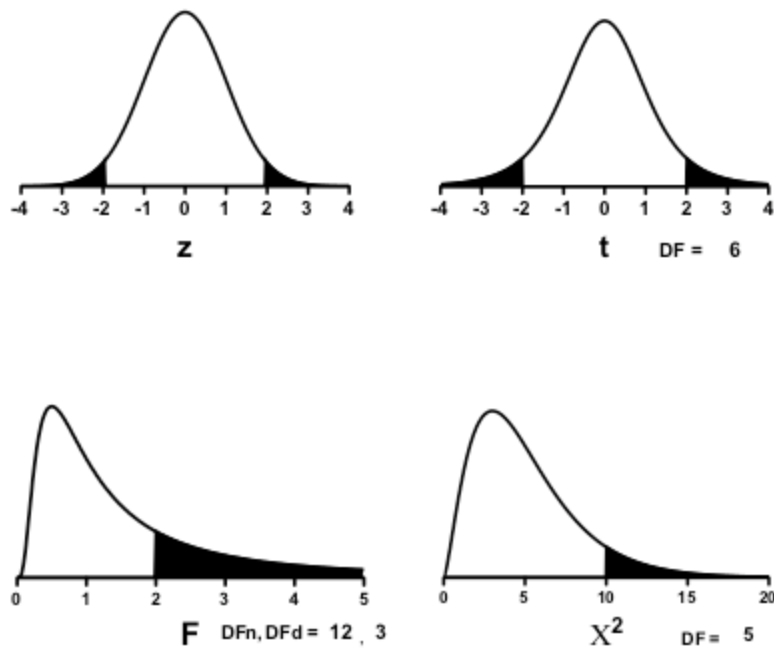 -4 -3 -2 -1 0 1 2 3 4
z
-4 -3 -2 -1 0 1 2 3 4
t DF = 6
0 1 2 3 4 5
F DFn, DFd = 12 , 3
0 5 10 15 20
X² DF = 5